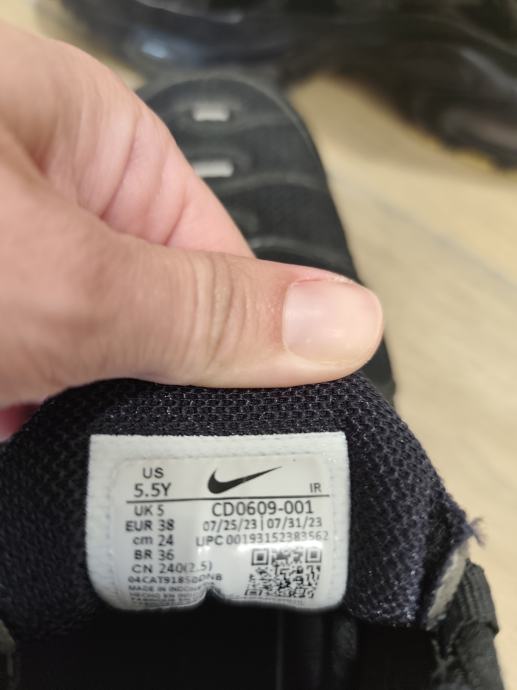 US
5.5Y
IR
UK 5
CD0609-001
EUR 38
07/25/23 | 07/31/23
cm 24
UPC 00193152383562
BR 36
CN 240(2.5)
MADE IN INDONESIA